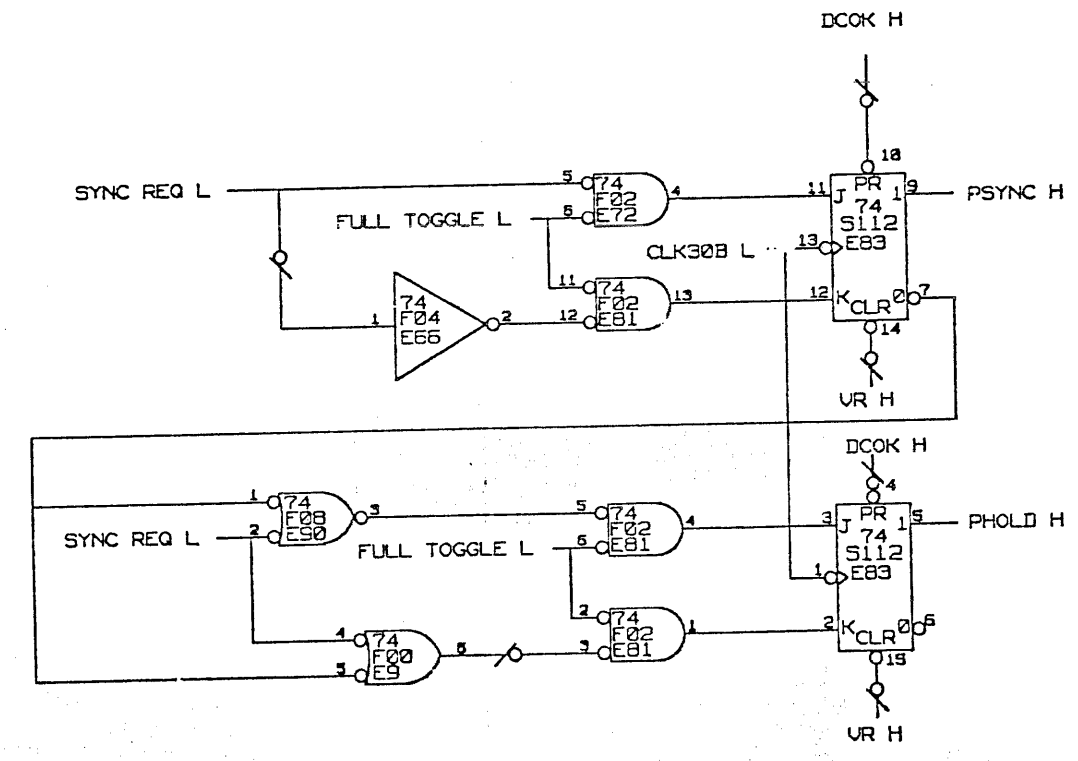 DCOK H
10
SYNC REQ L
5
74
F02
E72
4
11
J
PR
74
S112
E83
1
9
PSYNC H
FULL TOGGLE L
6
CLK30B L
13
11
74
F02
E81
13
12
K
CLR
0
7
1
74
F04
E66
2
12
14
VR H
DCOK H
4
1
74
F08
E90
3
5
74
F02
E81
4
3
J
PR
74
S112
E83
1
5
PHOLD H
SYNC REQ L
2
FULL TOGGLE L
6
1
4
74
F00
E9
6
2
74
F02
E81
1
2
K
CLR
0
6
5
3
15
VR H